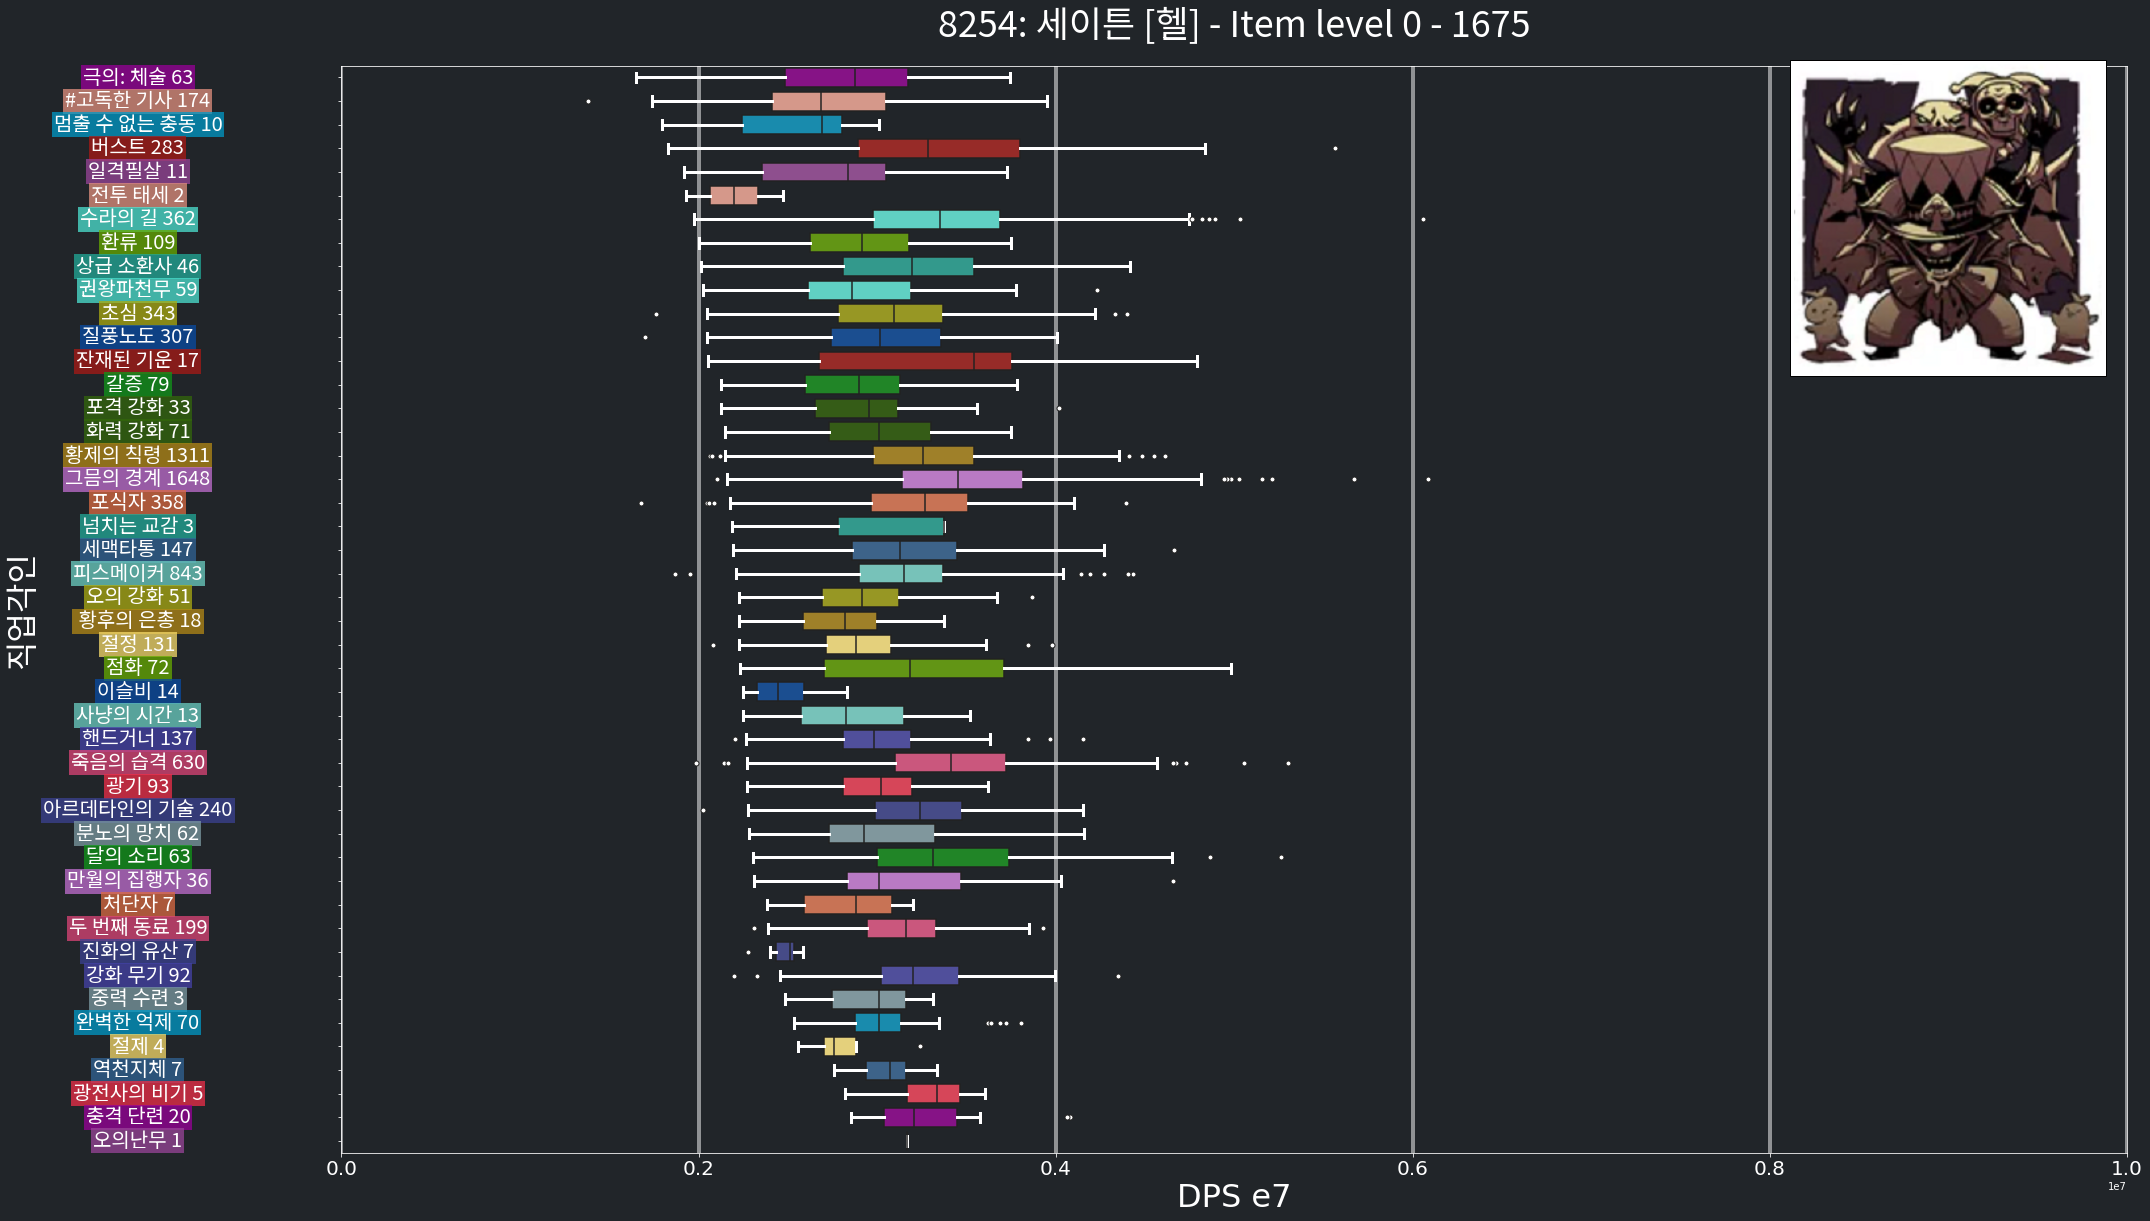 8254: 세이튼 [헬] - Item level 0 - 1675
극의: 체술 63
#고독한 기사 174
멈출 수 없는 충동 10
버스트 283
일격필살 11
전투 태세 2
수라의 길 362
환류 109
상급 소환사 46
권왕파천무 59
초심 343
질풍노도 307
잔재된 기운 17
갈증 79
포격 강화 33
화력 강화 71
황제의 칙령 1311
그믐의 경계 1648
포식자 358
넘치는 교감 3
세맥타통 147
피스메이커 843
오의 강화 51
황후의 은총 18
절정 131
점화 72
이슬비 14
사냥의 시간 13
핸드거너 137
죽음의 습격 630
광기 93
아르데타인의 기술 240
분노의 망치 62
달의 소리 63
만월의 집행자 36
처단자 7
두 번째 동료 199
진화의 유산 7
강화 무기 92
중력 수련 3
완벽한 억제 70
절제 4
역천지체 7
광전사의 비기 5
충격 단련 20
오의난무 1
직업각인
0.0 0.2 0.4 0.6 0.8 1.0
1e7
DPS e7